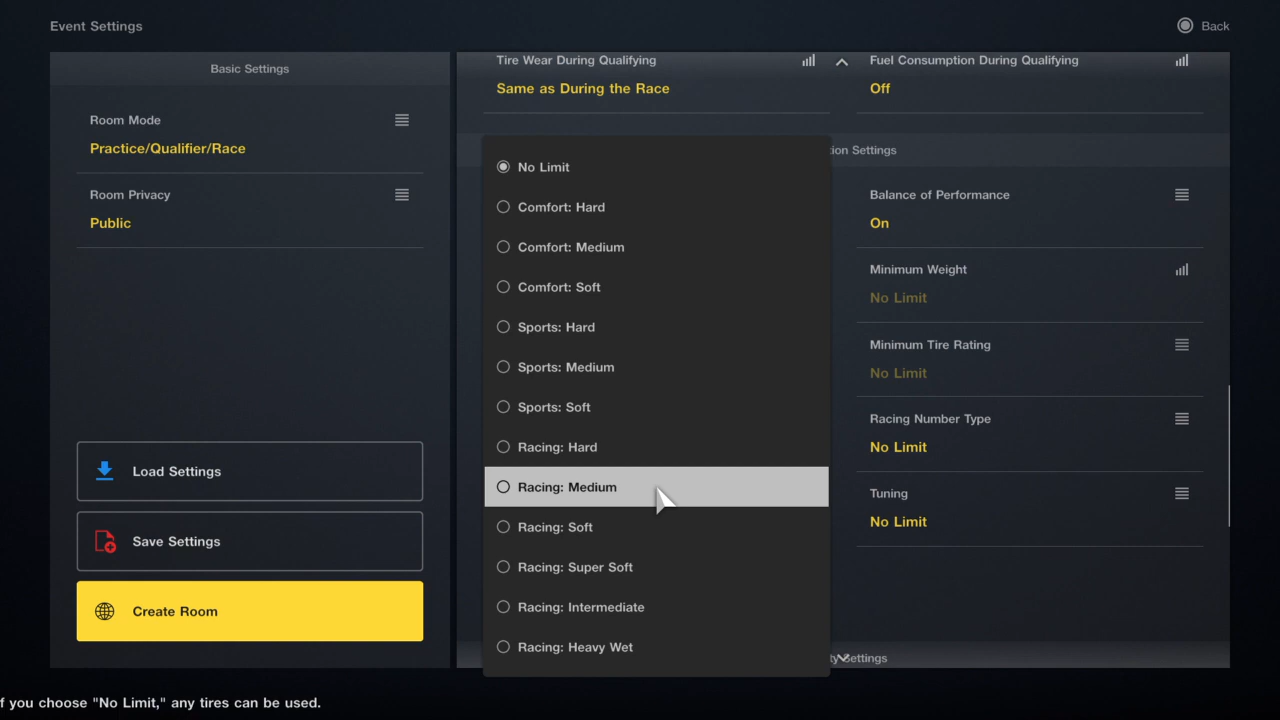 Event Settings
Back
Basic Settings
Room Mode
Practice/Qualifier/Race
Room Privacy
Public
Load Settings
Save Settings
Create Room
Tire Wear During Qualifying
Same as During the Race
Fuel Consumption During Qualifying
Off
No Limit
Comfort: Hard
Comfort: Medium
Comfort: Soft
Sports: Hard
Sports: Medium
Sports: Soft
Racing: Hard
Racing: Medium
Racing: Soft
Racing: Super Soft
Racing: Intermediate
Racing: Heavy Wet
ion Settings
Balance of Performance
On
Minimum Weight
No Limit
Minimum Tire Rating
No Limit
Racing Number Type
No Limit
Tuning
No Limit
ty Settings
f you choose "No Limit," any tires can be used.